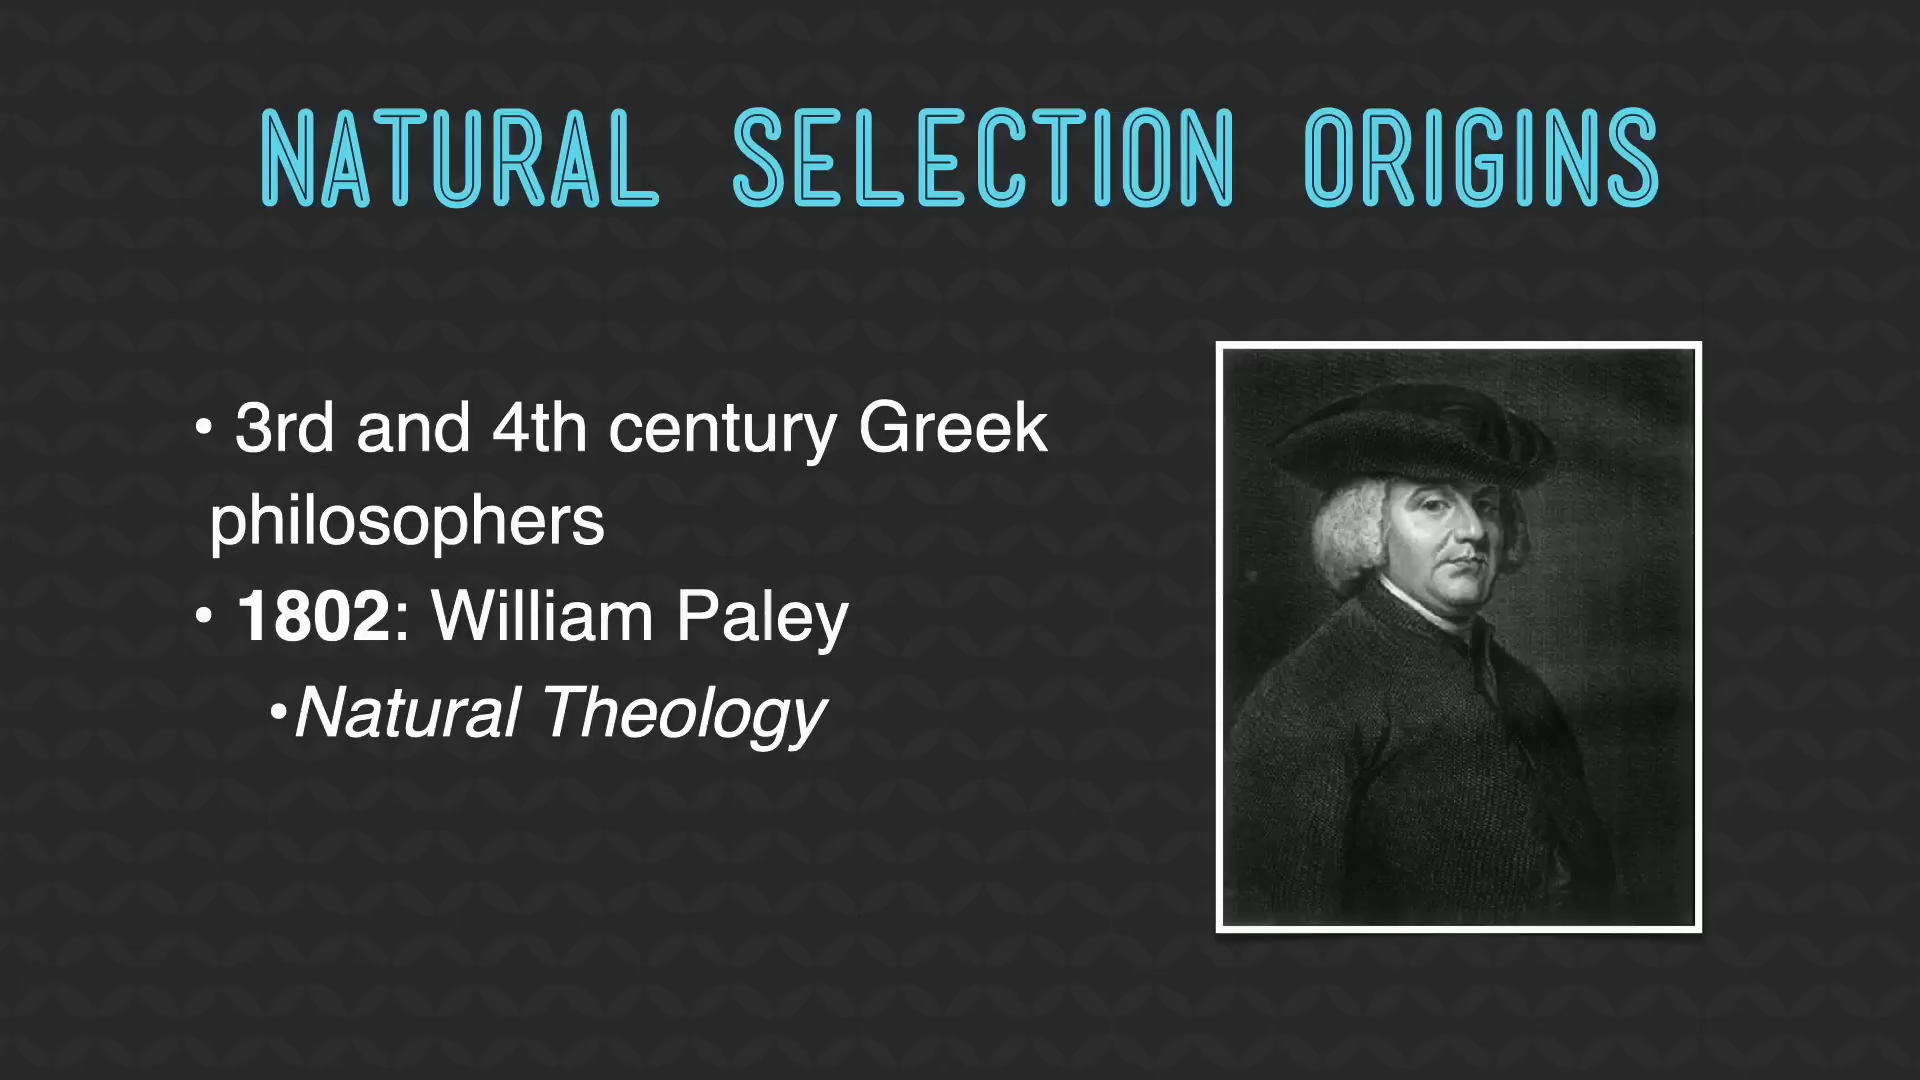 NATURAL SELECTION ORIGINS
• 3rd and 4th century Greek
philosophers
• 1802: William Paley
•Natural Theology